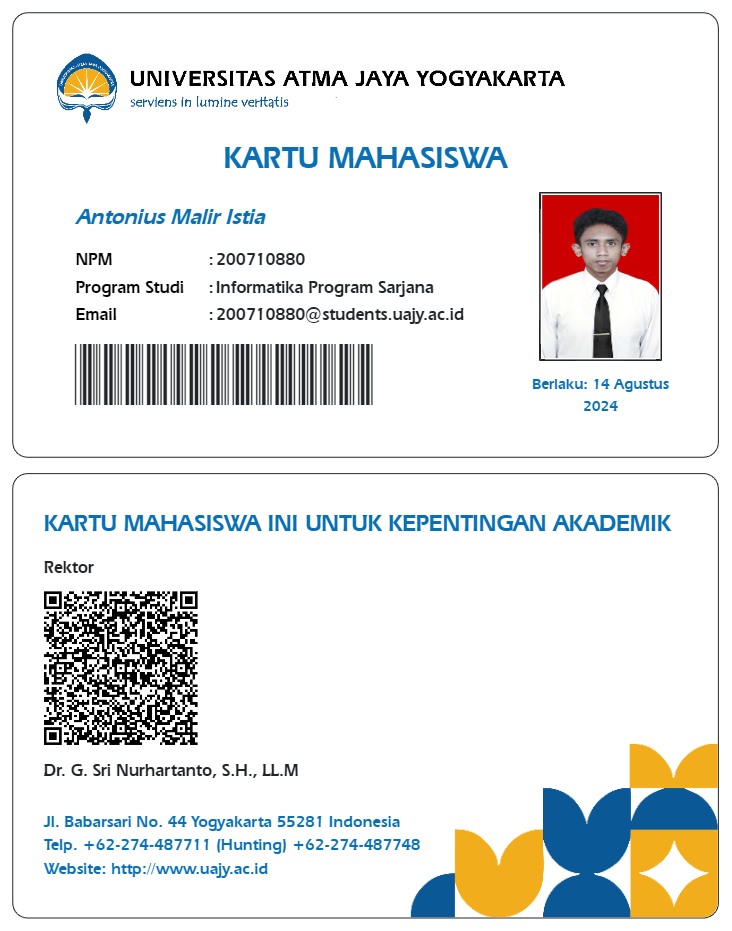 UNIVERSITAS ATMA JAYA YOGYAKARTA
serviens in lumine veritatis
KARTU MAHASISWA
Antonius Malir Istia
NPM : 200710880
Program Studi : Informatika Program Sarjana
Email : 200710880@students.uajy.ac.id
Berlaku: 14 Agustus
2024
KARTU MAHASISWA INI UNTUK KEPENTINGAN AKADEMIK
Rektor
Dr. G. Sri Nurhartanto, S.H., LL.M
Jl. Babarsari No. 44 Yogyakarta 55281 Indonesia
Telp. +62-274-487711 (Hunting) +62-274-487748
Website: http://www.uajy.ac.id